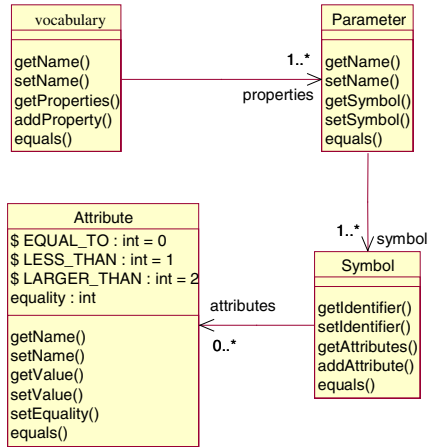 vocabulary
getName()
setName()
getProperties()
addProperty()
equals()
1..*
properties
Parameter
getName()
setName()
getSymbol()
setSymbol()
equals()
1..*
symbol
Attribute
$ EQUAL_TO : int = 0
$ LESS_THAN : int = 1
$ LARGER_THAN : int = 2
equality : int
getName()
setName()
getValue()
setValue()
setEquality()
equals()
attributes
0..*
Symbol
getIdentifier()
setIdentifier()
getAttributes()
addAttribute()
equals()